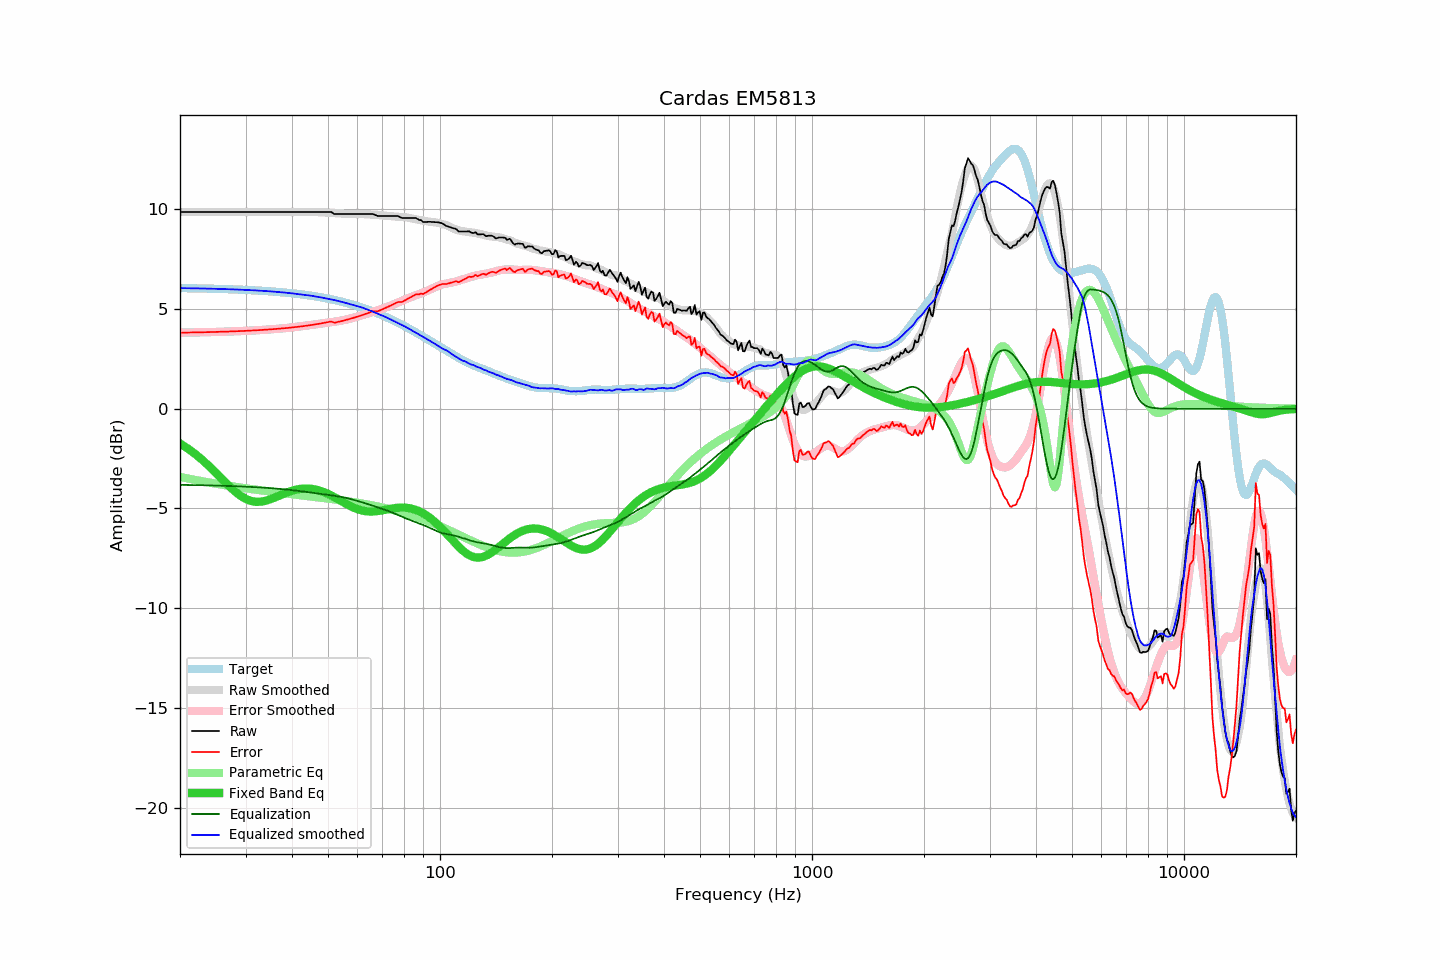 Cardas EM5813
Amplitude (dBr)
10
5
0
−5
−10
−15
−20
Target
Raw Smoothed
Error Smoothed
Raw
Error
Parametric Eq
Fixed Band Eq
Equalization
Equalized smoothed
100 1000 10000
Frequency (Hz)